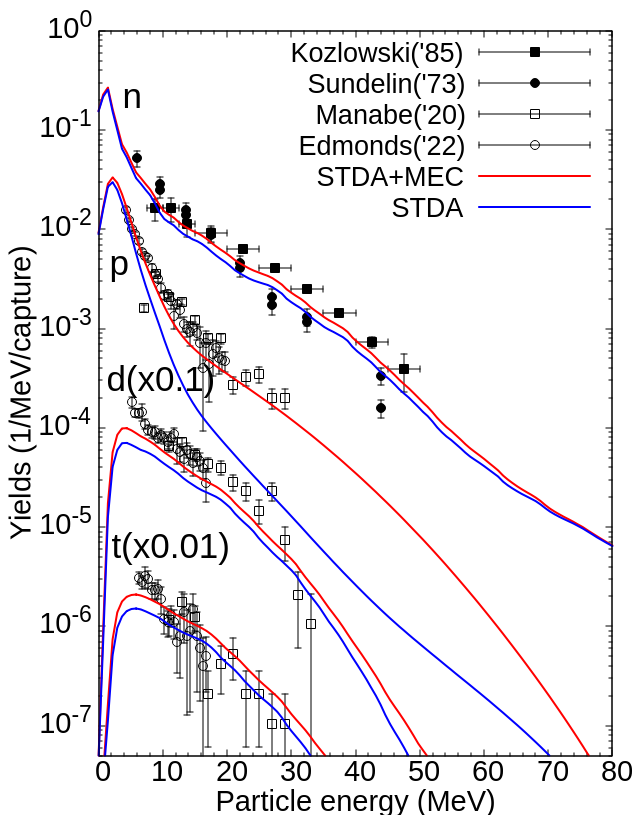 10^0
Kozlowski('85)
Sundelin('73)
Manabe('20)
Edmonds('22)
STDA+MEC
STDA
n
10^-1
10^-2
p
10^-3
d(x0.1)
10^-4
10^-5
t(x0.01)
10^-6
10^-7
Yields (1/MeV/capture)
0 10 20 30 40 50 60 70 80
Particle energy (MeV)